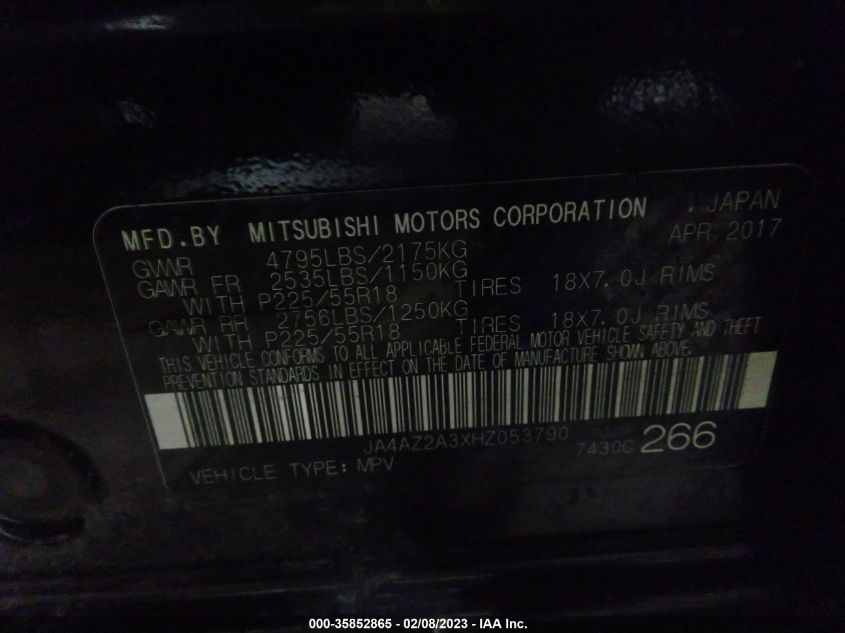 MFD.BY MITSUBISHI MOTORS CORPORATION , JAPAN
APR 2017
GVWR 4795LBS/2175KG
GAWR FR 2535LBS/1150KG
WITH P225/55R18 TIRES 18X7.0J RIMS
GAWR RR 2756LBS/1250KG
WITH P225/55R18 TIRES 18X7.0J RIMS
THIS VEHICLE CONFORMS TO ALL APPLICABLE FEDERAL MOTOR VEHICLE SAFETY AND THEFT
PREVENTION STANDARDS IN EFFECT ON THE DATE OF MANUFACTURE SHOWN ABOVE.
JA4AZ2A3XHZ053790
7430C 266
VEHICLE TYPE: MPV
000-35852865 - 02/08/2023 - IAA Inc.